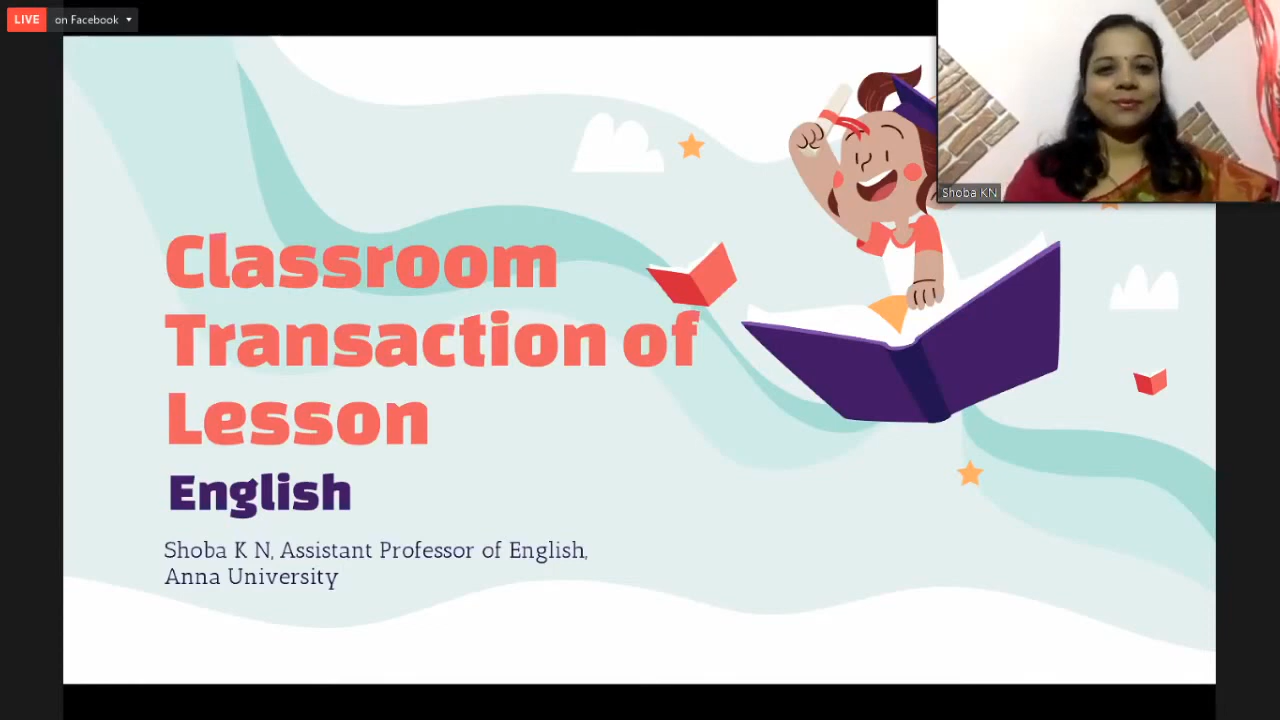 LIVE on Facebook
Shoba KN
Classroom
Transaction of
Lesson
English
Shoba K N, Assistant Professor of English,
Anna University